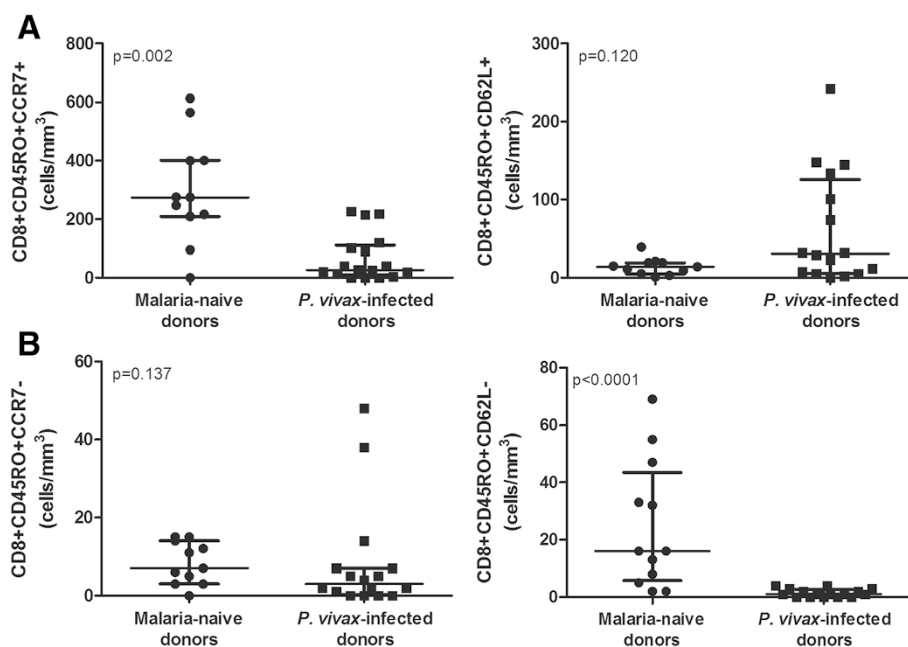 A
CD8+CD45RO+CCR7+
(cells/mm³)
800
600
400
200
0
p=0.002
Malaria-naive
donors
P. vivax-infected
donors
CD8+CD45RO+CD62L+
(cells/mm³)
300
200
100
0
p=0.120
Malaria-naive
donors
P. vivax-infected
donors
B
CD8+CD45RO+CCR7-
(cells/mm³)
60
40
20
0
p=0.137
Malaria-naive
donors
P. vivax-infected
donors
CD8+CD45RO+CD62L-
(cells/mm³)
80
60
40
20
0
p<0.0001
Malaria-naive
donors
P. vivax-infected
donors